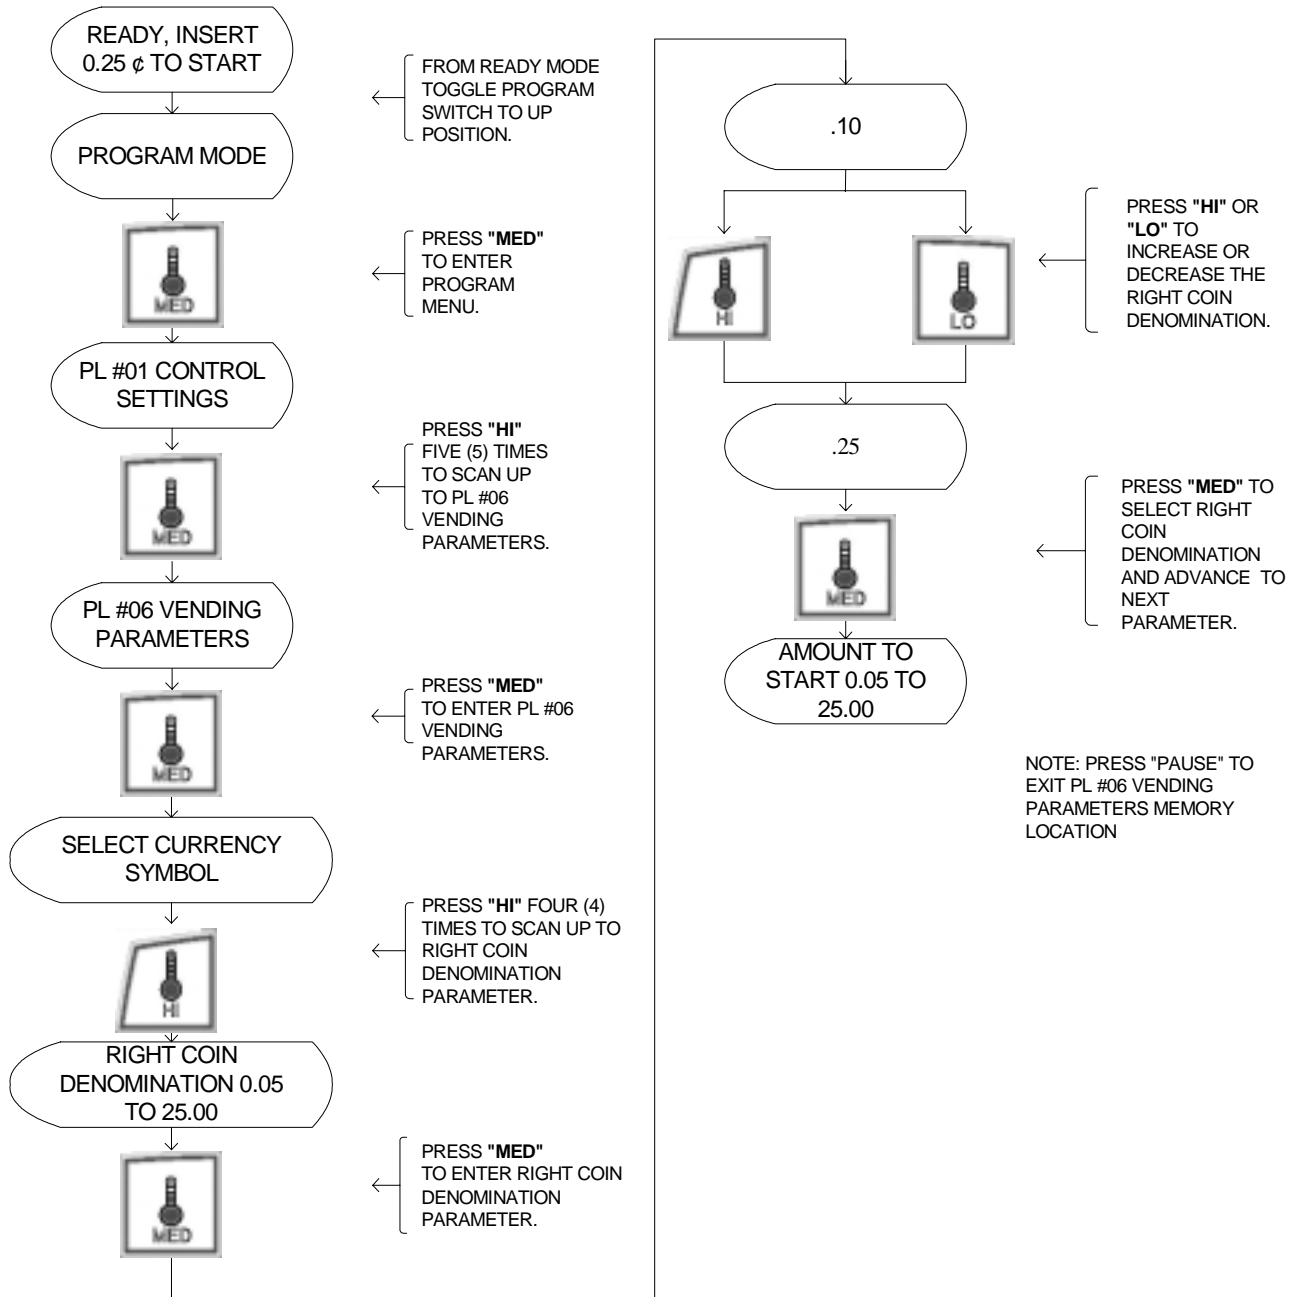 READY, INSERT
0.25 ¢ TO START
FROM READY MODE
TOGGLE PROGRAM
SWITCH TO UP
POSITION.
PROGRAM MODE
MED
PRESS "MED"
TO ENTER
PROGRAM
MENU.
PL #01 CONTROL
SETTINGS
MED
PRESS "HI"
FIVE (5) TIMES
TO SCAN UP
TO PL #06
VENDING
PARAMETERS.
PL #06 VENDING
PARAMETERS
MED
PRESS "MED"
TO ENTER PL #06
VENDING
PARAMETERS.
SELECT CURRENCY
SYMBOL
HI
PRESS "HI" FOUR (4)
TIMES TO SCAN UP TO
RIGHT COIN
DENOMINATION
PARAMETER.
RIGHT COIN
DENOMINATION 0.05
TO 25.00
MED
PRESS "MED"
TO ENTER RIGHT COIN
DENOMINATION
PARAMETER.
.10
HI
LO
PRESS "HI" OR
"LO" TO
INCREASE OR
DECREASE THE
RIGHT COIN
DENOMINATION.
.25
MED
PRESS "MED" TO
SELECT RIGHT
COIN
DENOMINATION
AND ADVANCE TO
NEXT
PARAMETER.
AMOUNT TO
START 0.05 TO
25.00
NOTE: PRESS "PAUSE" TO
EXIT PL #06 VENDING
PARAMETERS MEMORY
LOCATION